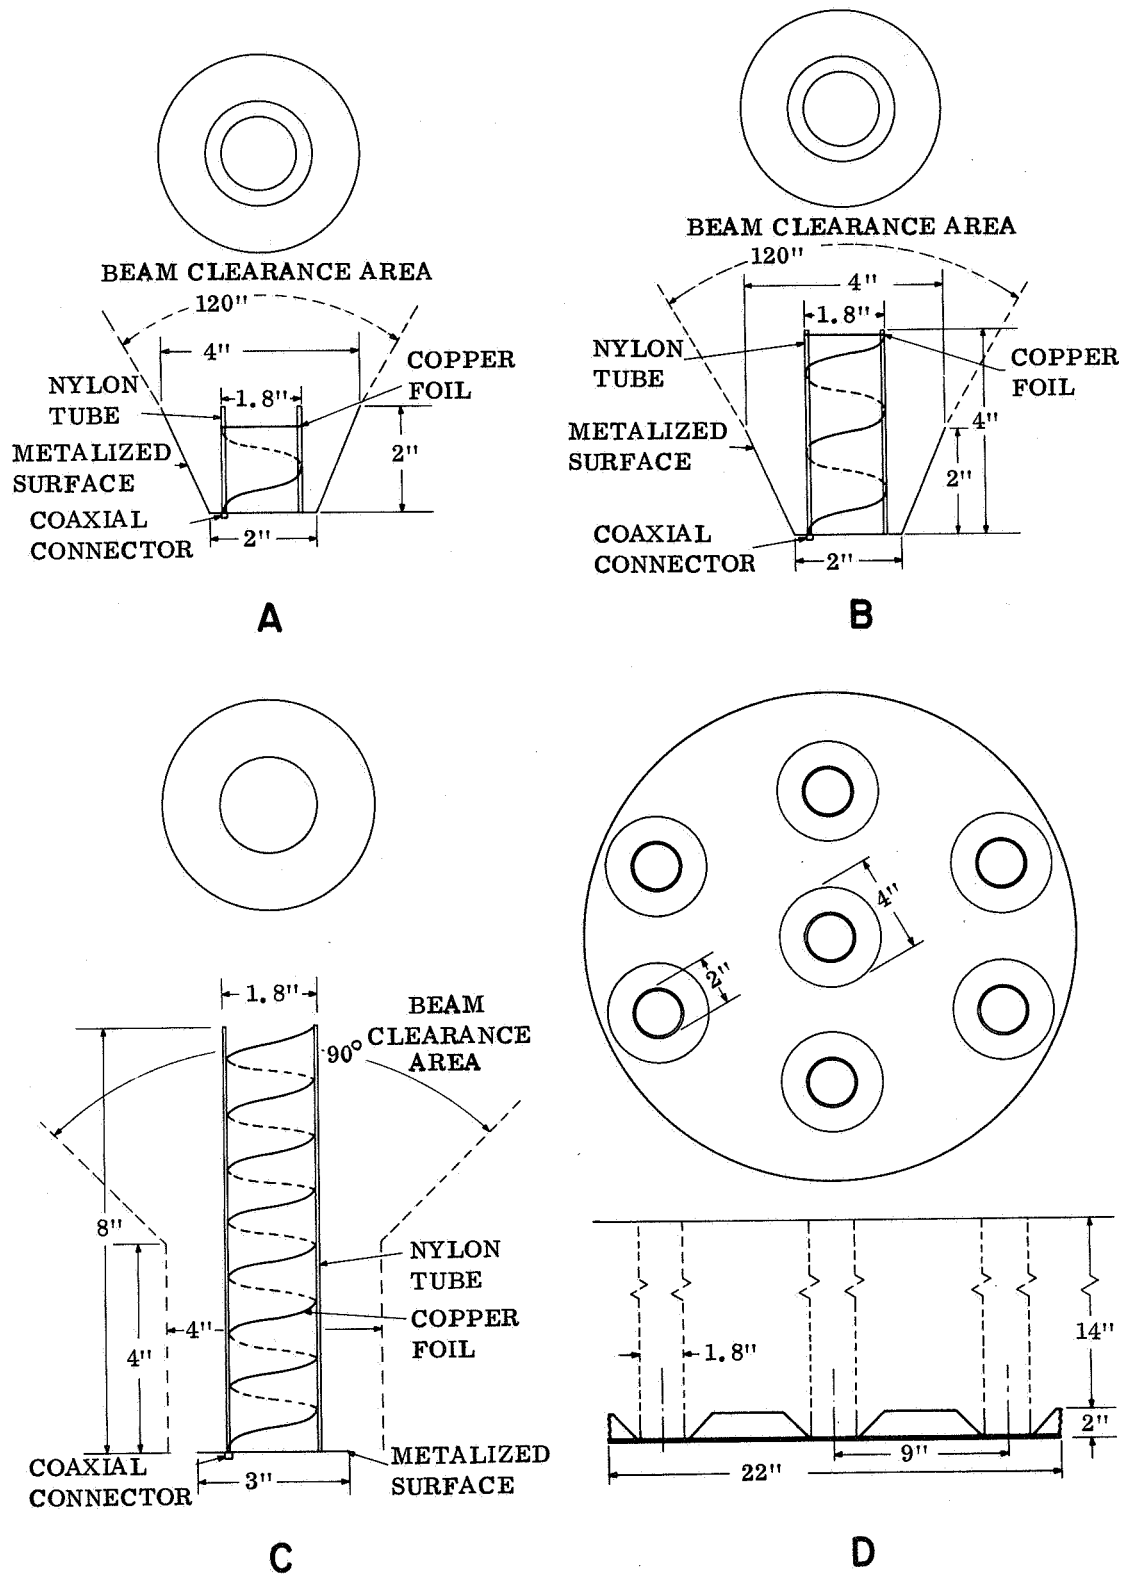 BEAM CLEARANCE AREA
120"
4"
COPPER
FOIL
NYLON
TUBE
1.8"
METALIZED
SURFACE
2"
COAXIAL
CONNECTOR
2"
A
BEAM CLEARANCE AREA
120"
4"
1.8"
NYLON
TUBE
COPPER
FOIL
4"
METALIZED
SURFACE
2"
COAXIAL
CONNECTOR
2"
B
1.8"
BEAM
CLEARANCE
AREA
90°
8"
NYLON
TUBE
COPPER
FOIL
4"
4"
COAXIAL
CONNECTOR
3"
METALIZED
SURFACE
C
4"
2"
14"
1.8"
2"
9"
22"
D